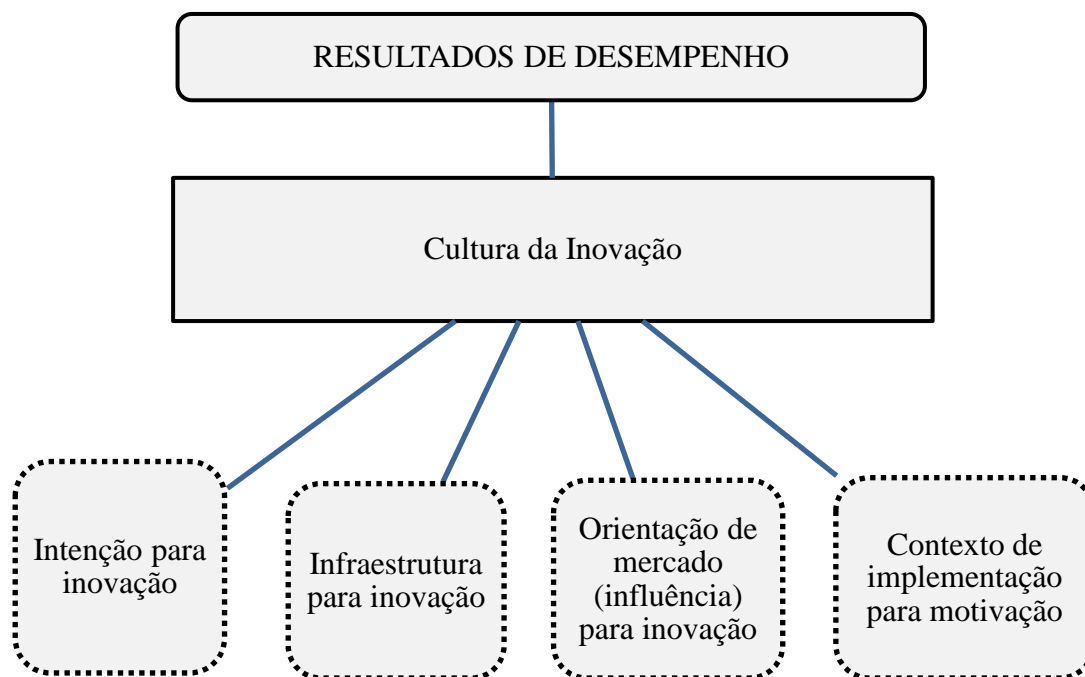 RESULTADOS DE DESEMPENHO
Cultura da Inovação
Intenção para
inovação
Infraestrutura
para inovação
Orientação de
mercado
(influência)
para inovação
Contexto de
implementação
para motivação